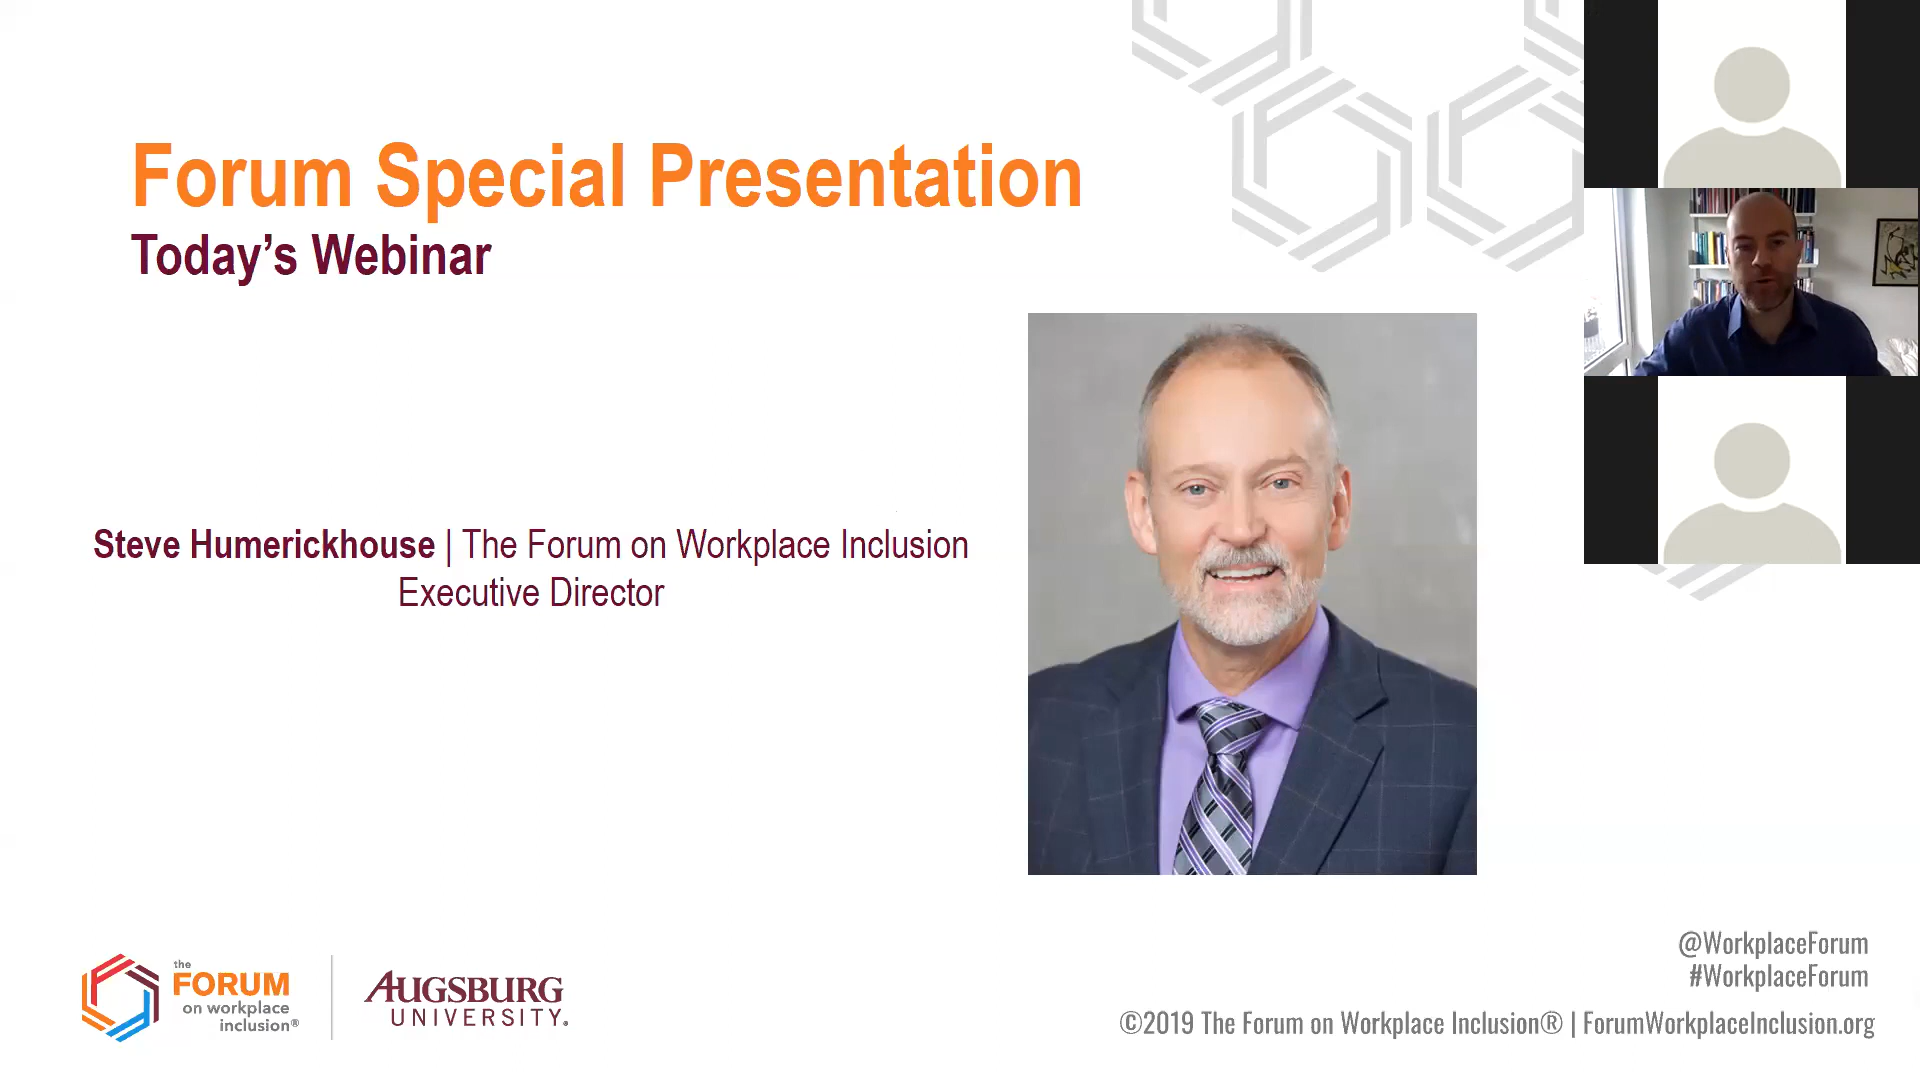 Forum Special Presentation
Today’s Webinar
Steve Humerickhouse | The Forum on Workplace Inclusion
Executive Director
the
FORUM
on workplace
inclusion®
AUGSBURG
UNIVERSITY.
@WorkplaceForum
#WorkplaceForum
©2019 The Forum on Workplace Inclusion® | ForumWorkplaceInclusion.org